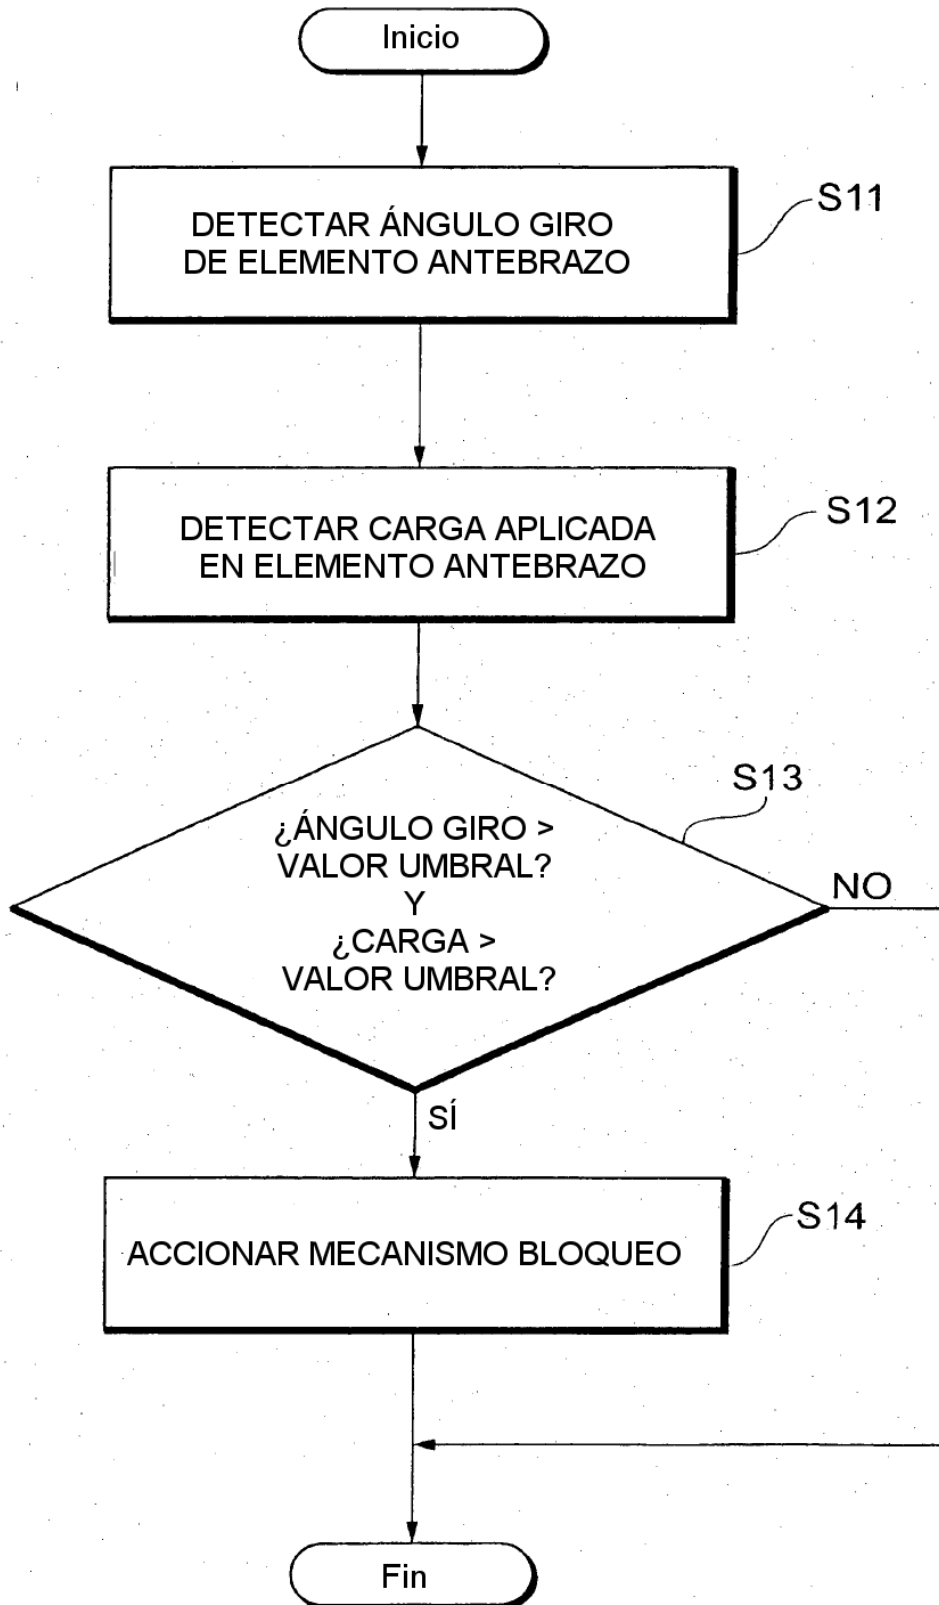 Inicio
DETECTAR ÁNGULO GIRO
DE ELEMENTO ANTEBRAZO
S11
DETECTAR CARGA APLICADA
EN ELEMENTO ANTEBRAZO
S12
S13
¿ÁNGULO GIRO >
VALOR UMBRAL?
Y
¿CARGA >
VALOR UMBRAL?
NO
SÍ
ACCIONAR MECANISMO BLOQUEO
S14
Fin